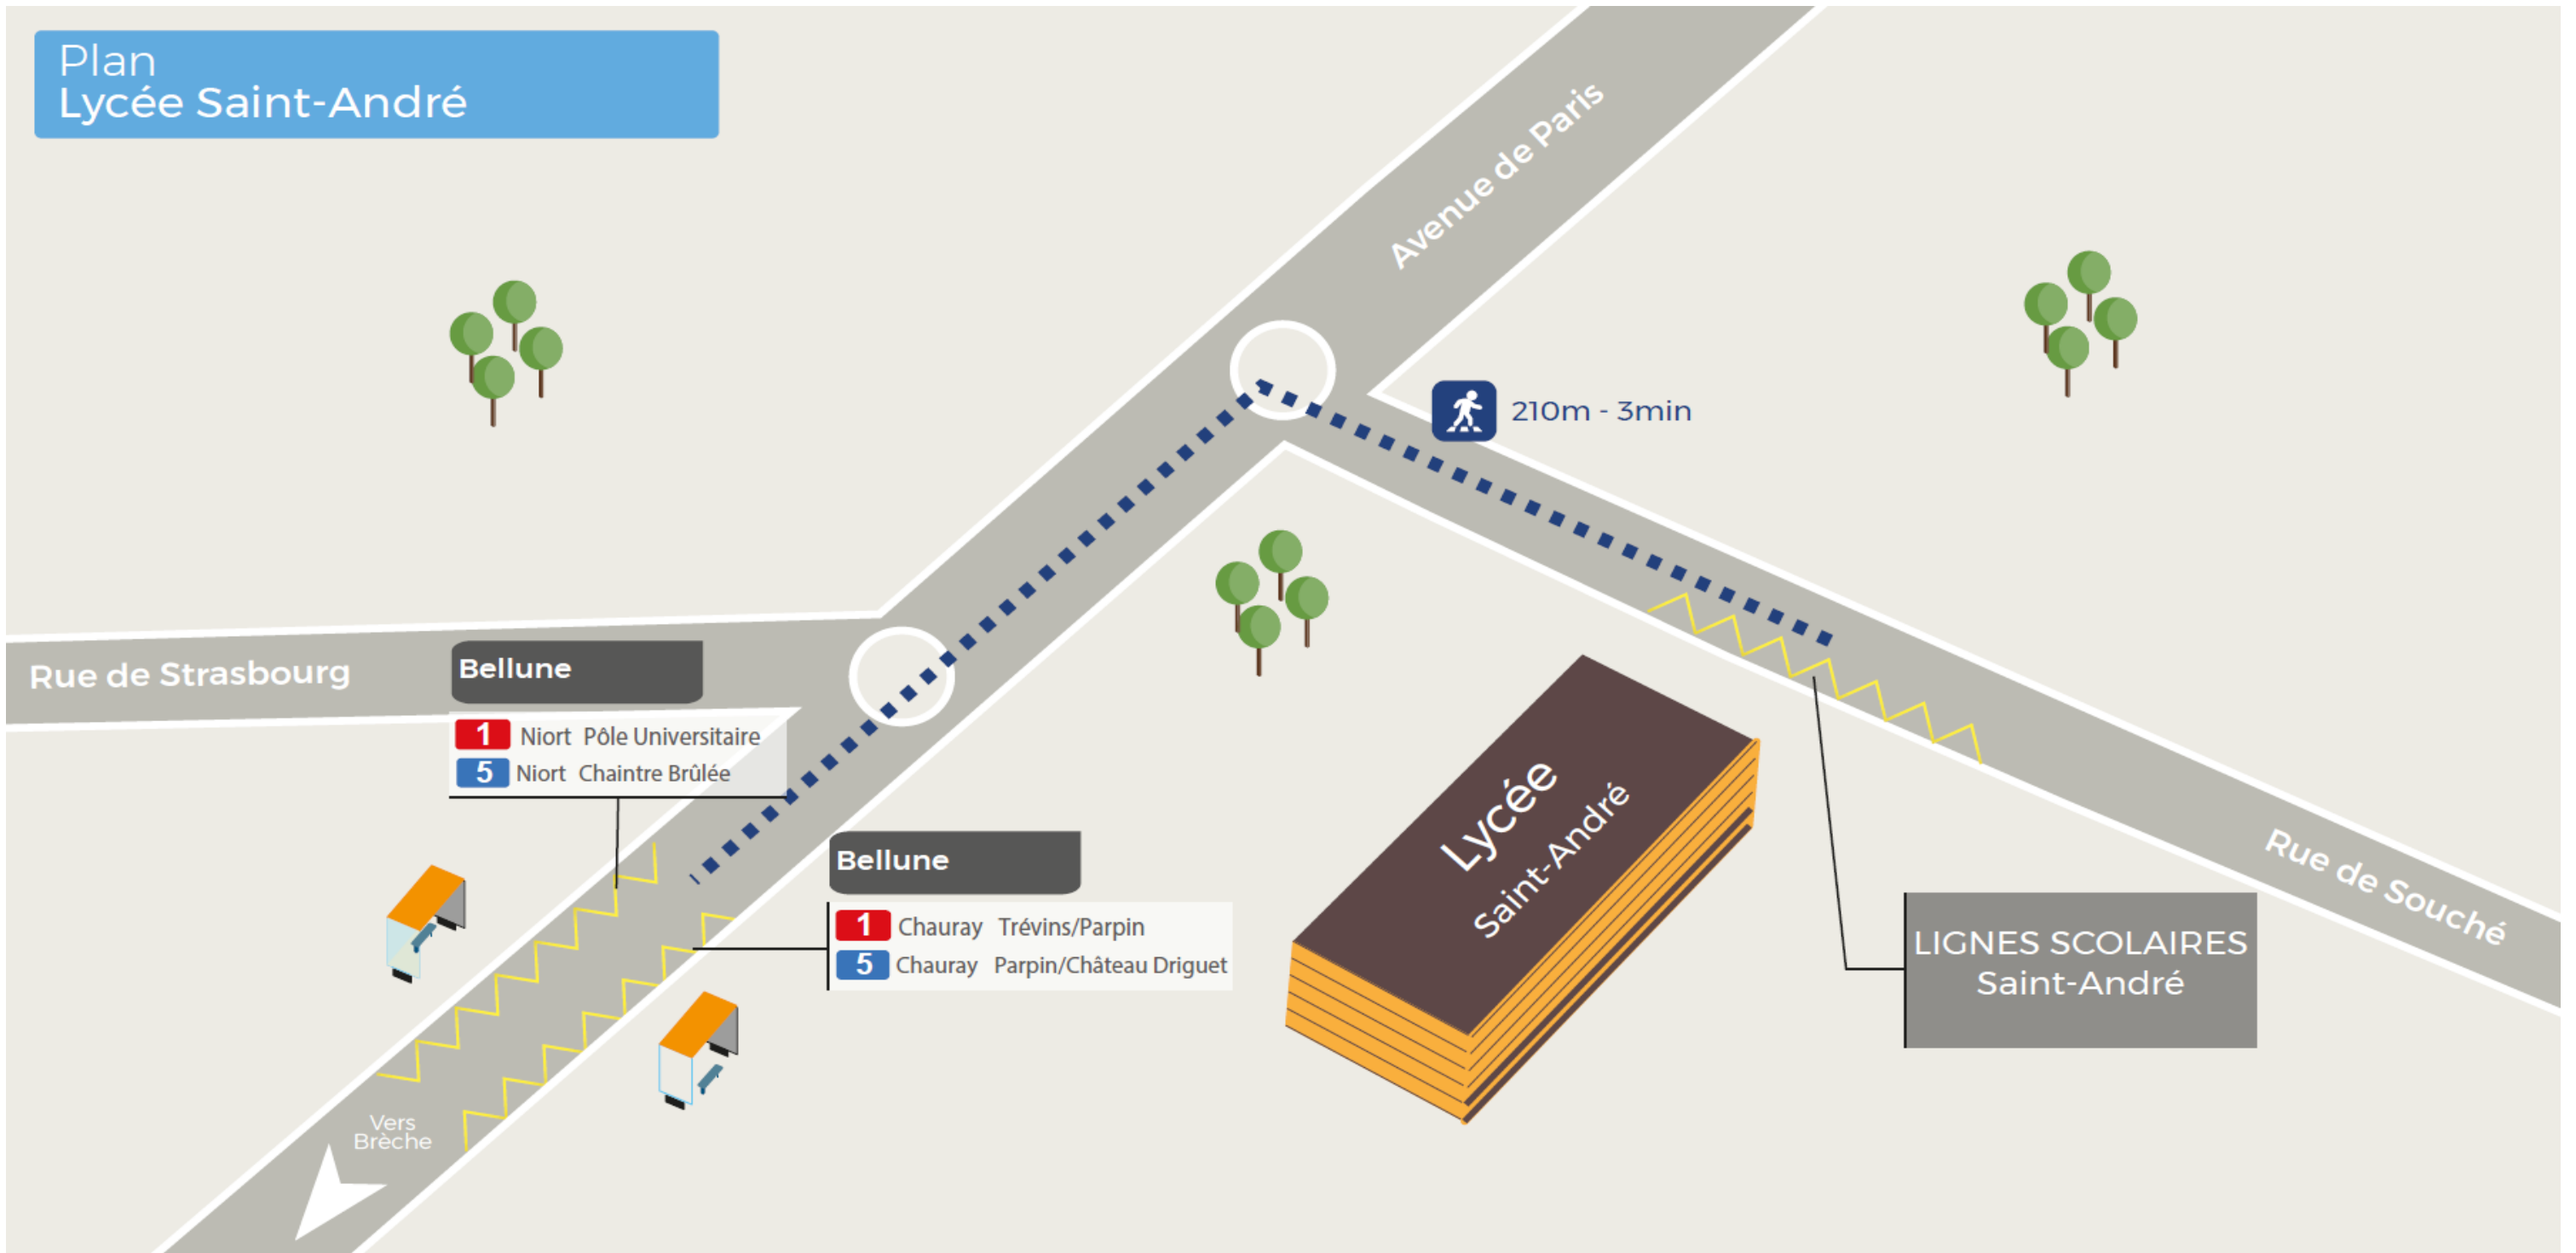 Plan
Lycée Saint-André
Avenue de Paris
210m - 3min
Rue de Strasbourg
Bellune
1 Niort Pôle Universitaire
5 Niort Chaintre Brûlée
Bellune
1 Chauray Trévins/Parpin
5 Chauray Parpin/Château Driguet
Lycée
Saint-André
Rue de Souché
LIGNES SCOLAIRES
Saint-André
Vers
Brèche